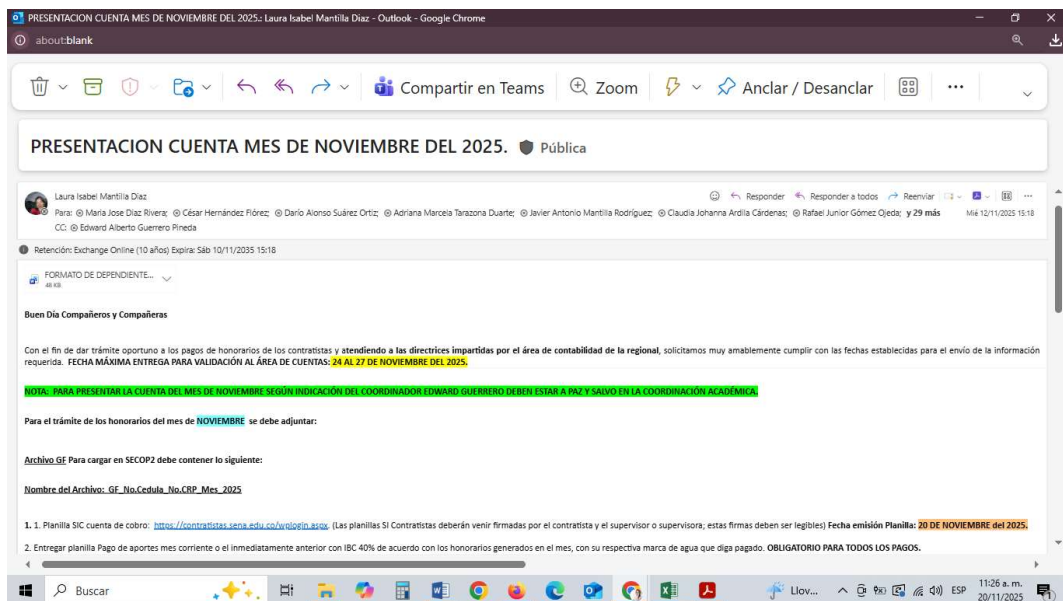 PRESENTACION CUENTA MES DE NOVIEMBRE DEL 2025.: Laura Isabel Mantilla Diaz - Outlook - Google Chrome
about:blank
Compartir en Teams Zoom Anclar / Desanclar
PRESENTACION CUENTA MES DE NOVIEMBRE DEL 2025. Pública
Laura Isabel Mantilla Diaz
Responder Responder a todos Reenviar
Para: Maria Jose Diaz Rivera; César Hernández Flórez; Darío Alonso Suárez Ortiz; Adriana Marcela Tarazona Duarte; Javier Antonio Mantilla Rodríguez; Claudia Johanna Ardila Cárdenas; Rafael Junior Gómez Ojeda; y 29 más Mié 12/11/2025 15:18
CC: Edward Alberto Guerrero Pineda
Retención: Exchange Online (10 años) Expira: Sáb 10/11/2035 15:18
FORMATO DE DEPENDIENTE...
48 KB
Buen Día Compañeros y Compañeras
Con el fin de dar trámite oportuno a los pagos de honorarios de los contratistas y atendiendo a las directrices impartidas por el área de contabilidad de la regional, solicitamos muy amablemente cumplir con las fechas establecidas para el envío de la información
requerida. FECHA MÁXIMA ENTREGA PARA VALIDACIÓN AL ÁREA DE CUENTAS: 24 AL 27 DE NOVIEMBRE DEL 2025.
NOTA: PARA PRESENTAR LA CUENTA DEL MES DE NOVIEMBRE SEGÚN INDICACIÓN DEL COORDINADOR EDWARD GUERRERO DEBEN ESTAR A PAZ Y SALVO EN LA COORDINACIÓN ACADÉMICA.
Para el trámite de los honorarios del mes de NOVIEMBRE se debe adjuntar:
Archivo GF Para cargar en SECOP2 debe contener lo siguiente:
Nombre del Archivo: GF_No.Cedula_No.CRP_Mes_2025
1. 1. Planilla SIC cuenta de cobro: https://contratistas.sena.edu.co/wplogin.aspx. (Las planillas SI Contratistas deberán venir firmadas por el contratista y el supervisor o supervisora; estas firmas deben ser legibles) Fecha emisión Planilla: 20 DE NOVIEMBRE del 2025.
2. Entregar planilla Pago de aportes mes corriente o el inmediatamente anterior con IBC 40% de acuerdo con los honorarios generados en el mes, con su respectiva marca de agua que diga pagado. OBLIGATORIO PARA TODOS LOS PAGOS.
Buscar Llov... ESP 11:26 a. m.
20/11/2025